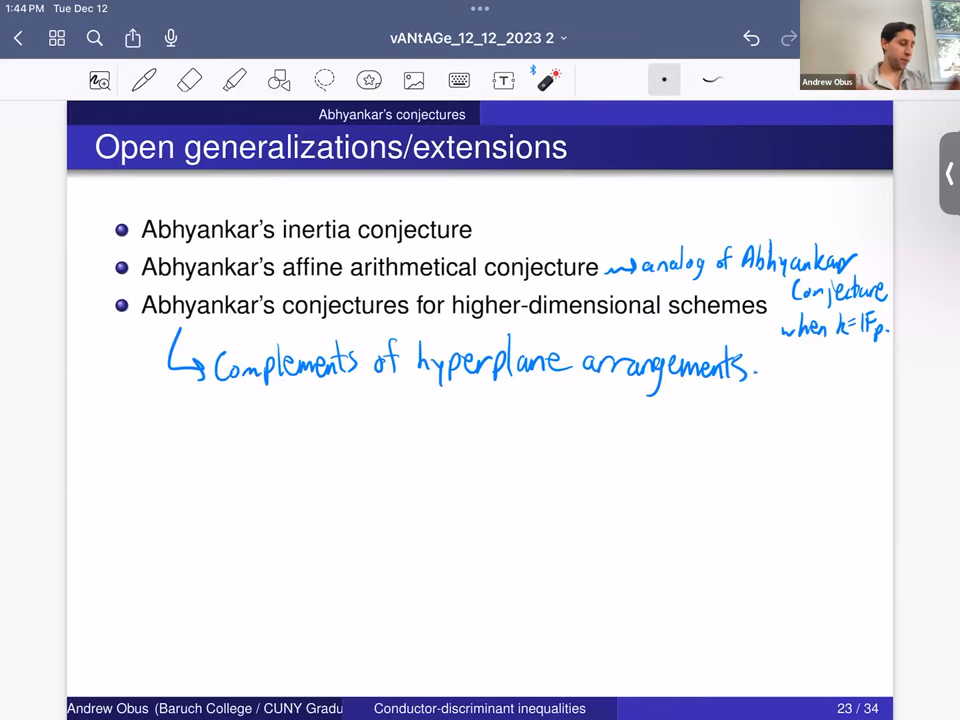 1:44 PM Tue Dec 12
vANtAGe_12_12_2023 2
Andrew Obus
Abhyankar's conjectures
Open generalizations/extensions
Abhyankar's inertia conjecture
Abhyankar's affine arithmetical conjecture ⇝ analog of Abhyankar
Conjecture
when k=𝔽p.
Abhyankar's conjectures for higher-dimensional schemes
↳ Complements of hyperplane arrangements.
Andrew Obus (Baruch College / CUNY Gradu
Conductor-discriminant inequalities
23 / 34